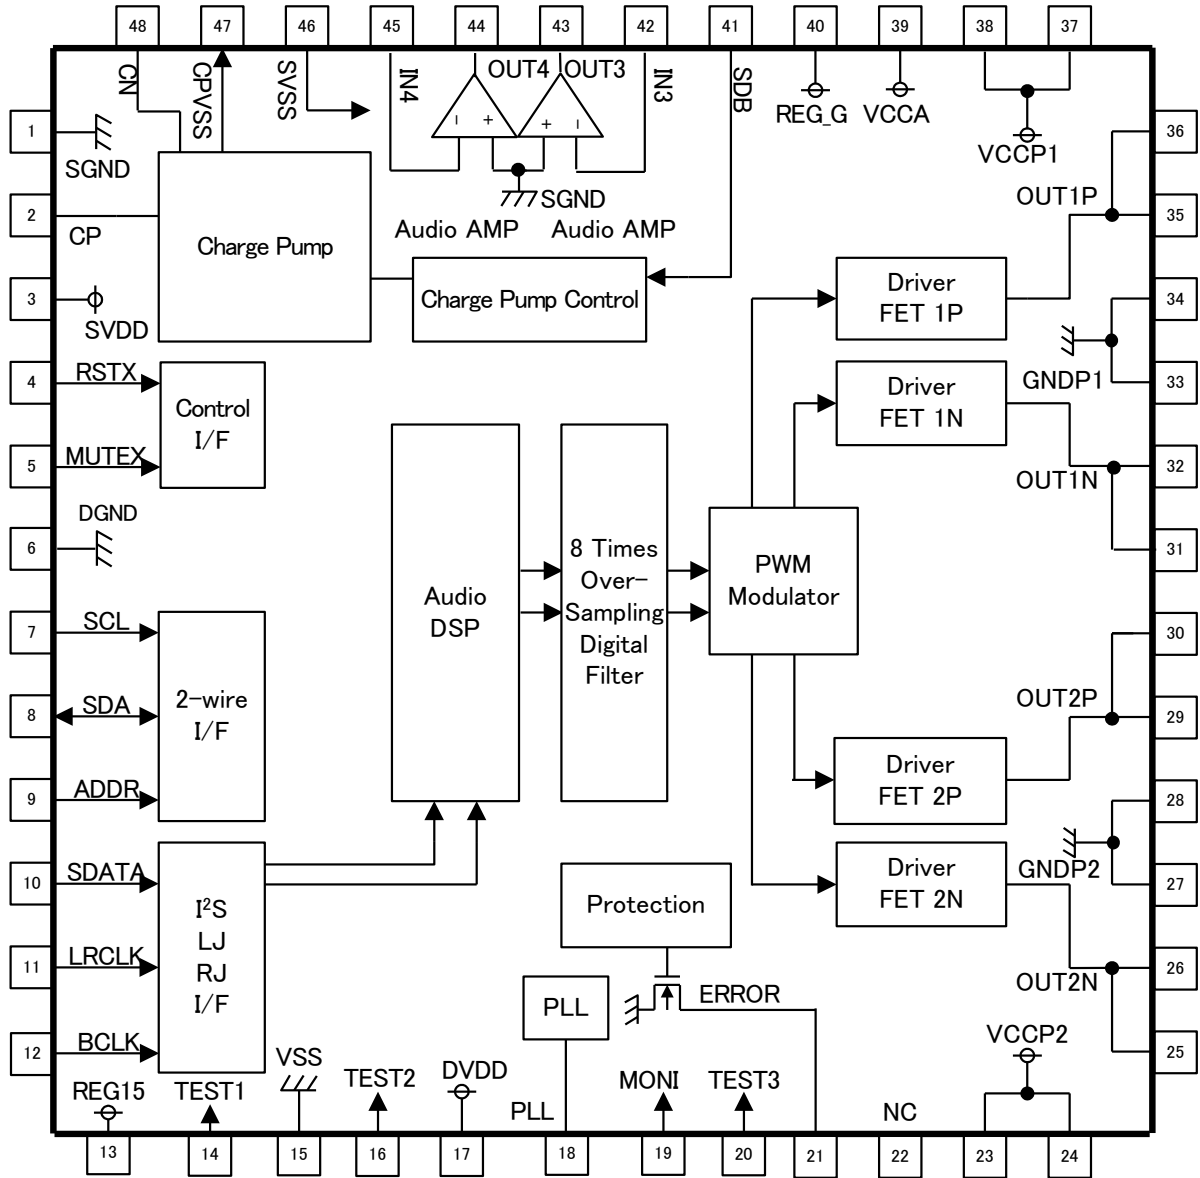 48 47 46 45 44 43 42 41 40 39 38 37
CN
CPVSS
SVSS
IN4
OUT4
OUT3
IN3
SDB
REG_G
VCCA
VCCP1
1
SGND
2
CP
3
SVDD
4
RSTX
5
MUTEX
6
DGND
7
SCL
8
SDA
9
ADDR
10
SDATA
11
LRCLK
12
BCLK
Charge Pump
− +
+ −
SGND
Audio AMP
Audio AMP
Charge Pump Control
Control
I/F
2-wire
I/F
I²S
LJ
RJ
I/F
Audio
DSP
8 Times
Over-
Sampling
Digital
Filter
PWM
Modulator
Driver
FET 1P
Driver
FET 1N
Driver
FET 2P
Driver
FET 2N
Protection
PLL
ERROR
36
OUT1P
35
34
GNDP1
33
32
OUT1N
31
30
OUT2P
29
28
GNDP2
27
26
OUT2N
25
VCCP2
REG15
TEST1
VSS
TEST2
DVDD
PLL
MONI
TEST3
NC
13 14 15 16 17 18 19 20 21 22 23 24